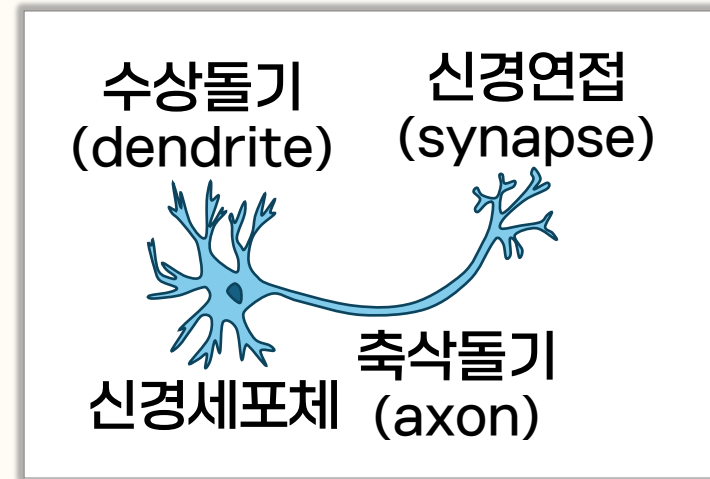 수상돌기
(dendrite)
신경연접
(synapse)
신경세포체
축삭돌기
(axon)